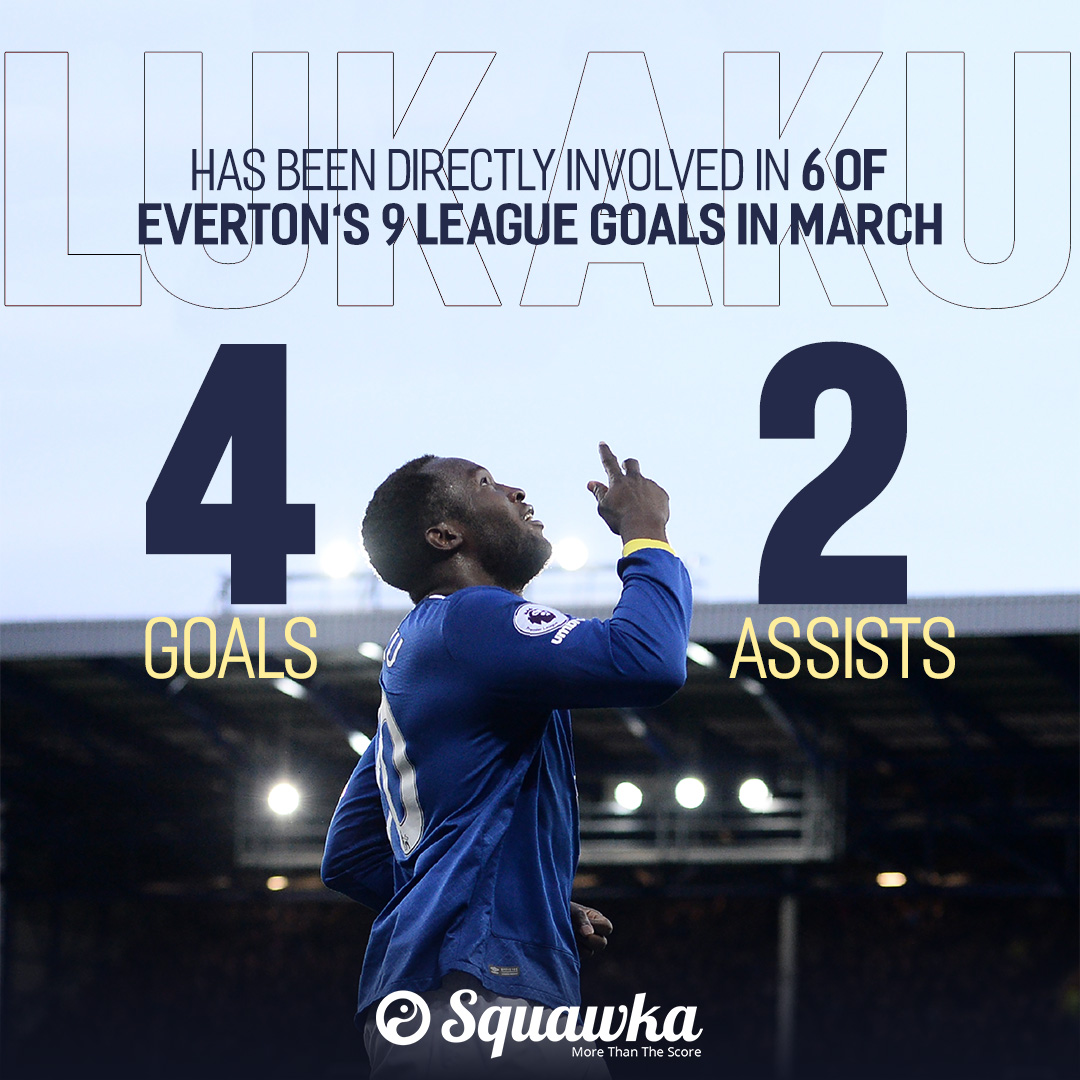 LUKAKU
HAS BEEN DIRECTLY INVOLVED IN 6 OF
EVERTON‘S 9 LEAGUE GOALS IN MARCH
4
2
GOALS
ASSISTS
Squawka
More Than The Score